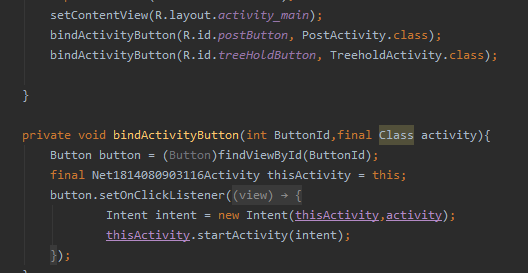 setContentView(R.layout.activity_main);
bindActivityButton(R.id.postButton, PostActivity.class);
bindActivityButton(R.id.treeHoldButton, TreeholdActivity.class);
}
private void bindActivityButton(int ButtonId,final Class activity){
Button button = (Button)findViewById(ButtonId);
final Net1814080903116Activity thisActivity = this;
button.setOnClickListener((view) → {
Intent intent = new Intent(thisActivity,activity);
thisActivity.startActivity(intent);
});
}